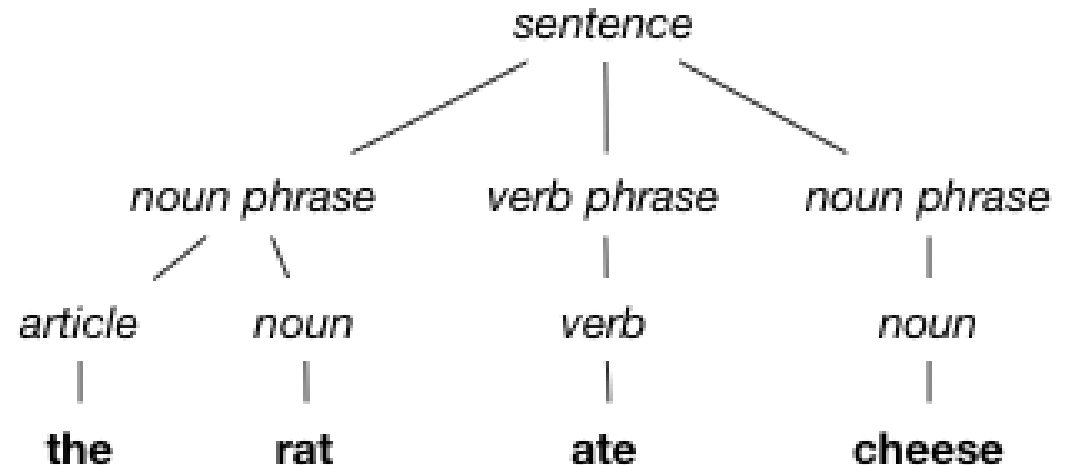 sentence
noun phrase verb phrase noun phrase
article noun verb noun
the rat ate cheese